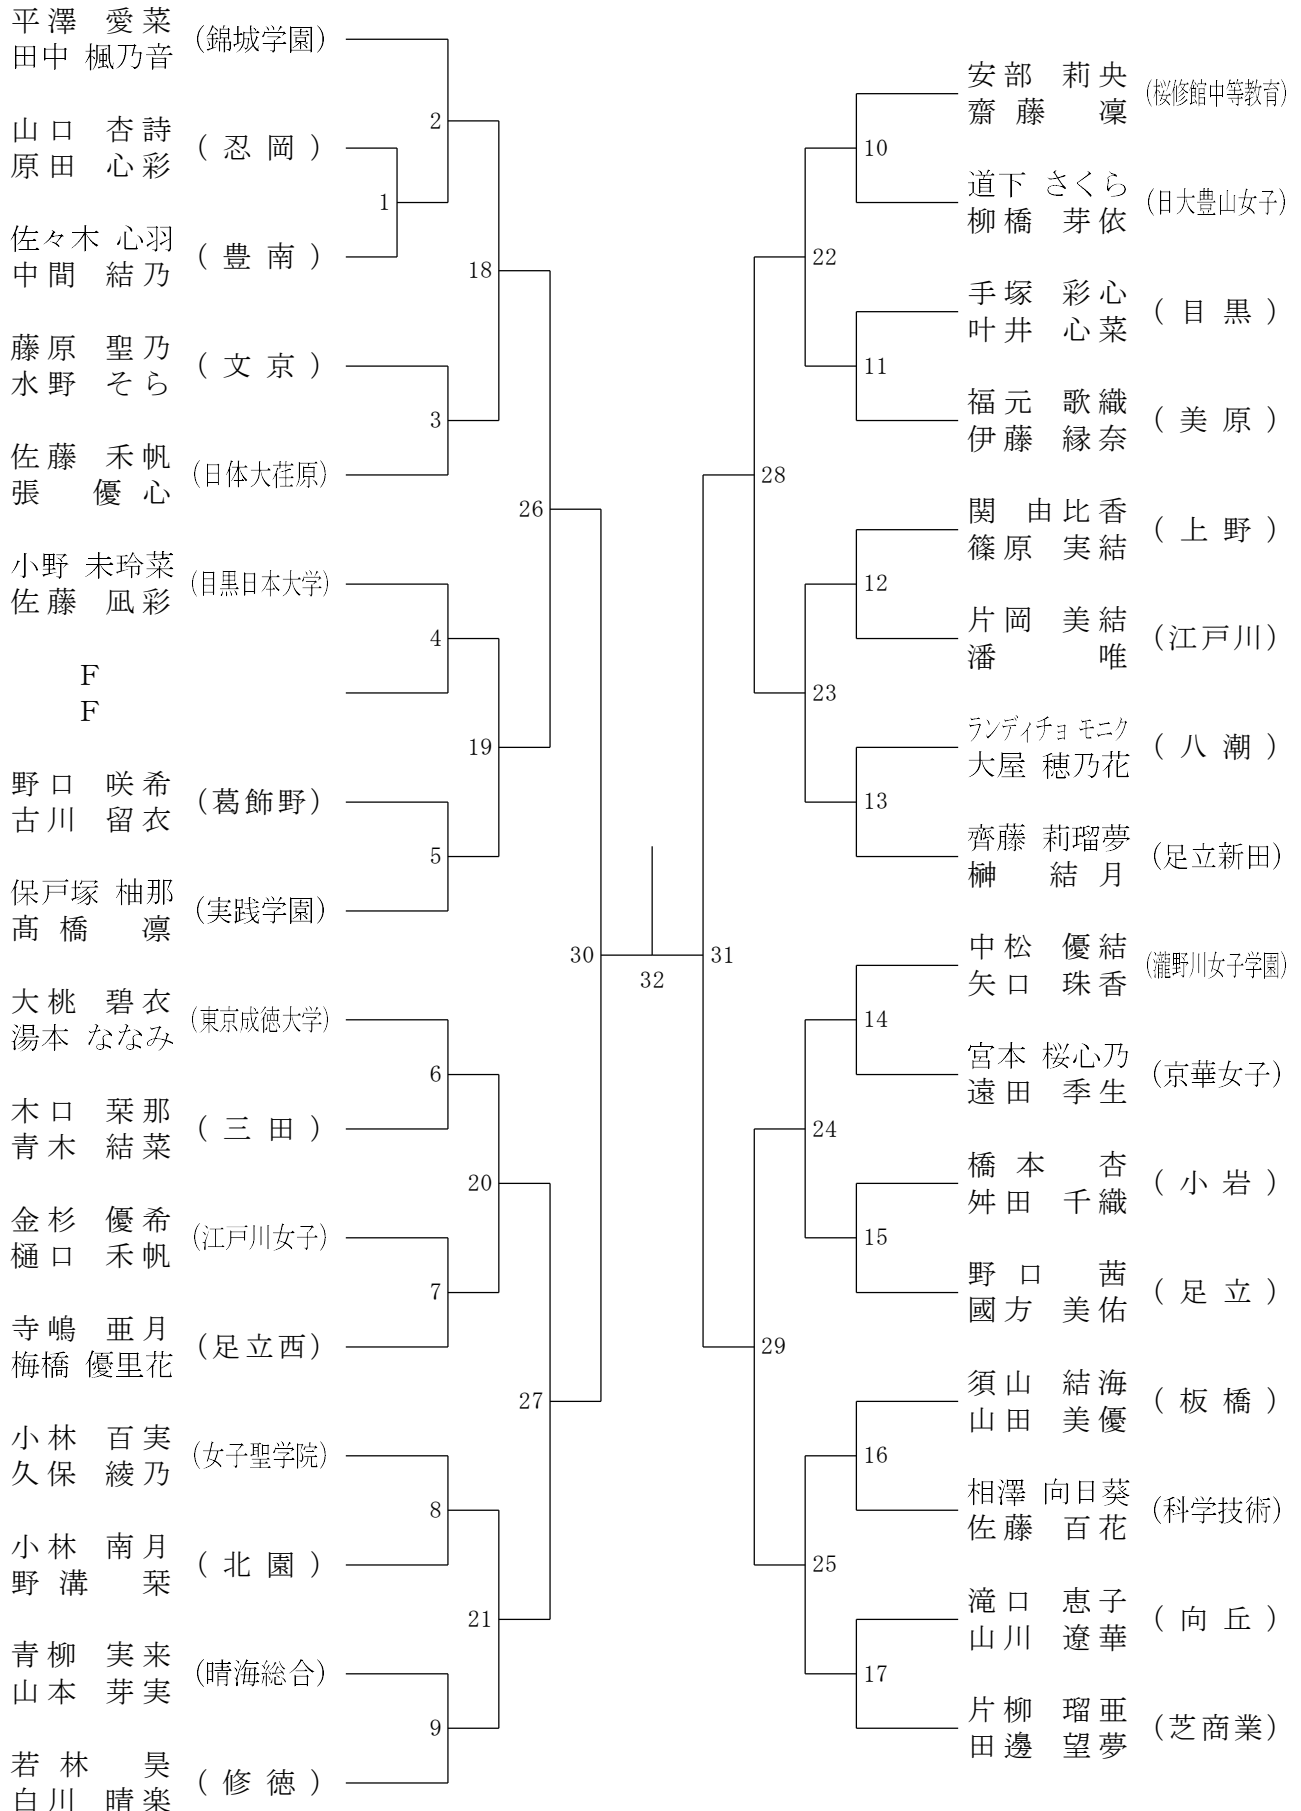 平澤 愛菜
田中 楓乃音
(錦城学園)
山口 杏詩
原田 心彩
(忍岡)
佐々木 心羽
中間 結乃
(豊南)
藤原 聖乃
水野 そら
(文京)
佐藤 禾帆
張 優心
(日体大荏原)
小野 未玲菜
佐藤 凪彩
(目黒日本大学)
F
F
野口 咲希
古川 留衣
(葛飾野)
保戸塚 柚那
髙橋 凛
(実践学園)
大桃 碧衣
湯本 ななみ
(東京成徳大学)
木口 栞那
青木 結菜
(三田)
金杉 優希
樋口 禾帆
(江戸川女子)
寺嶋 亜月
梅橋 優里花
(足立西)
小林 百実
久保 綾乃
(女子聖学院)
小林 南月
野溝 栞
(北園)
青柳 実来
山本 芽実
(晴海総合)
若林 昊
白川 晴楽
(修徳)
1
2
3
4
5
6
7
8
9
18
19
20
21
26
27
30
32
31
28
29
22
23
24
25
10
11
12
13
14
15
16
17
安部 莉央
齋藤 凜
(桜修館中等教育)
道下 さくら
柳橋 芽依
(日大豊山女子)
手塚 彩心
叶井 心菜
(目黒)
福元 歌織
伊藤 縁奈
(美原)
関 由比香
篠原 実結
(上野)
片岡 美結
潘 唯
(江戸川)
ランディチョ モニク
大屋 穂乃花
(八潮)
齊藤 莉瑠夢
榊 結月
(足立新田)
中松 優結
矢口 珠香
(瀧野川女子学園)
宮本 桜心乃
遠田 季生
(京華女子)
橋本 杏
舛田 千織
(小岩)
野口 茜
國方 美佑
(足立)
須山 結海
山田 美優
(板橋)
相澤 向日葵
佐藤 百花
(科学技術)
滝口 恵子
山川 遼華
(向丘)
片柳 瑠亜
田邊 望夢
(芝商業)